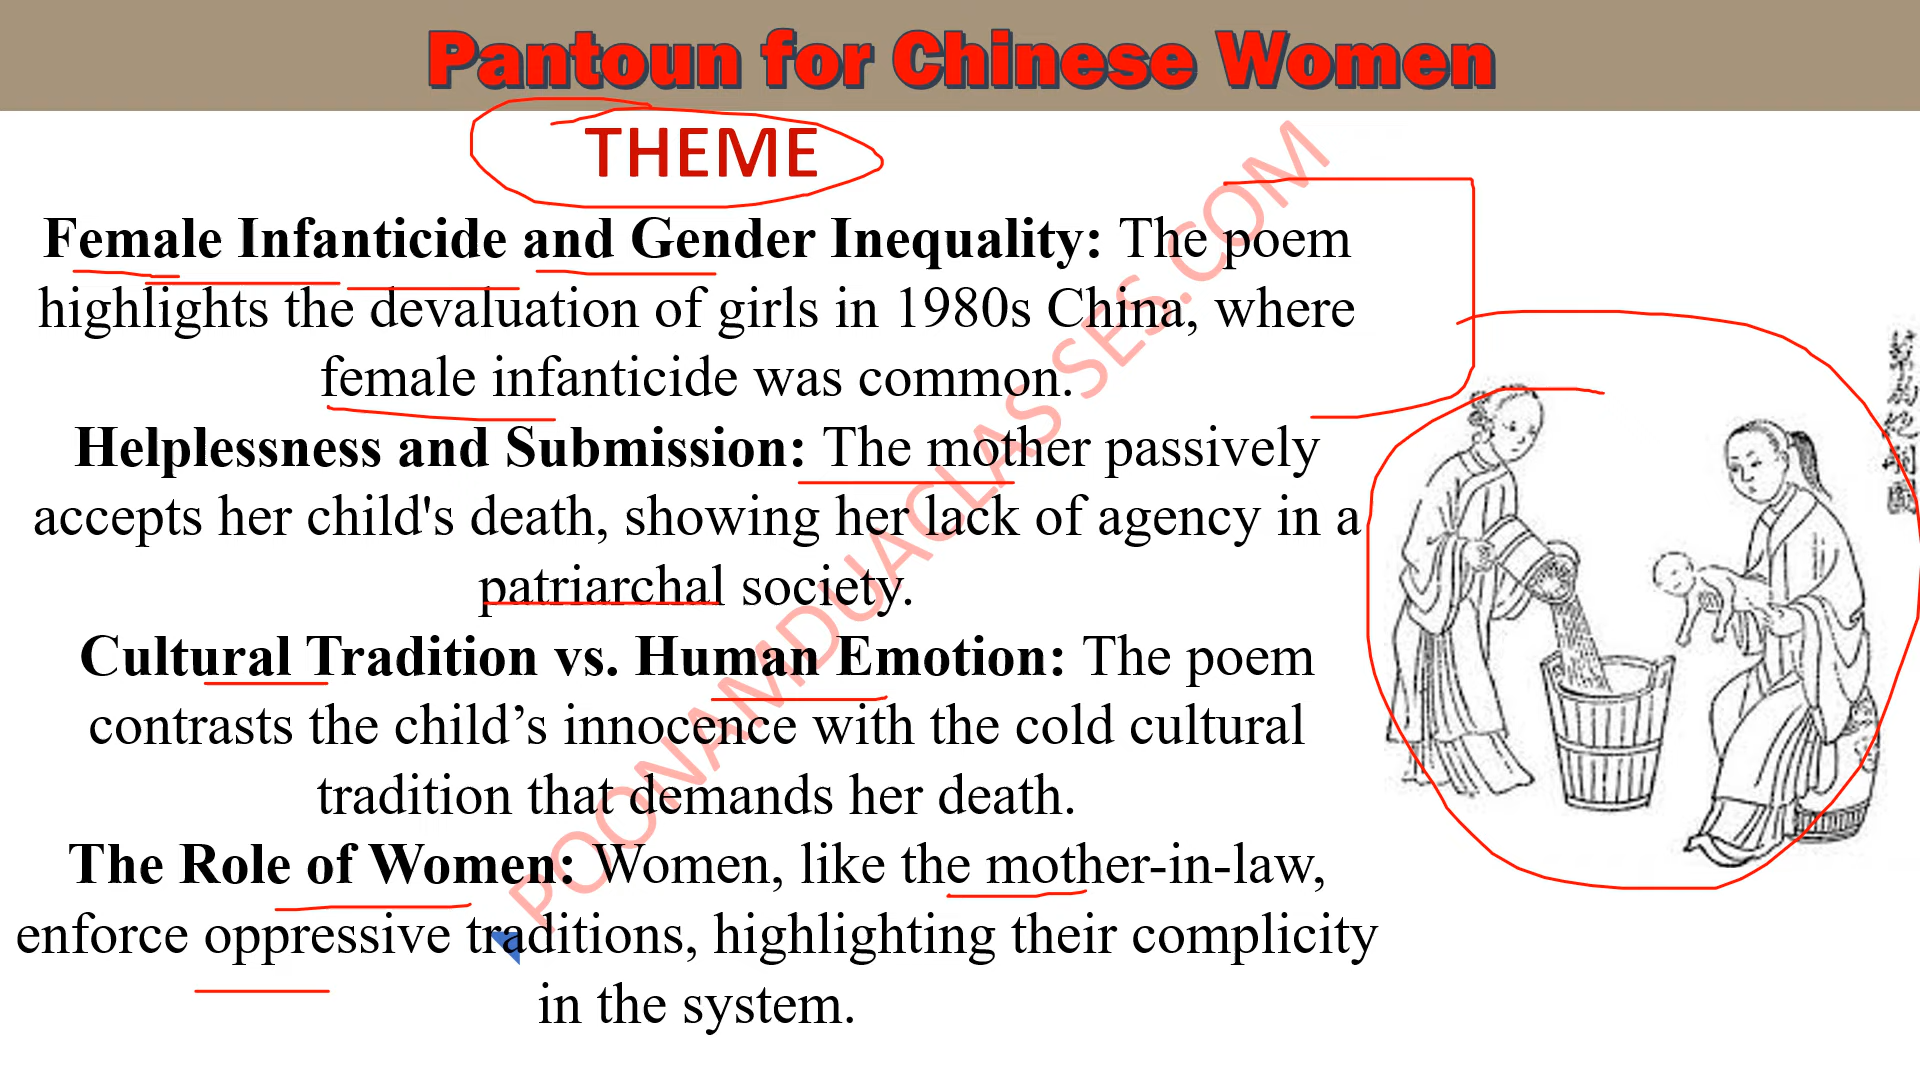 Pantoun for Chinese Women
THEME
Female Infanticide and Gender Inequality: The poem
highlights the devaluation of girls in 1980s China, where
female infanticide was common.
Helplessness and Submission: The mother passively
accepts her child's death, showing her lack of agency in a
patriarchal society.
Cultural Tradition vs. Human Emotion: The poem
contrasts the child’s innocence with the cold cultural
tradition that demands her death.
The Role of Women: Women, like the mother-in-law,
enforce oppressive traditions, highlighting their complicity
in the system.
POONAMDUACLASSES.COM